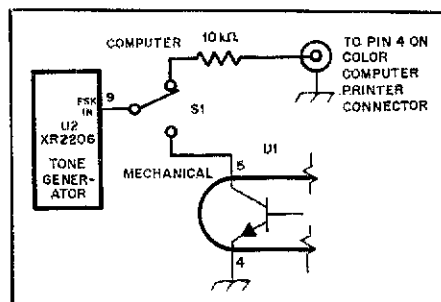 COMPUTER
10 kΩ
TO PIN 4 ON
COLOR
COMPUTER
PRINTER
CONNECTOR
FSK
IN
9
U2
XR2206
TONE
GENER-
ATOR
S1
MECHANICAL
U1
5
4